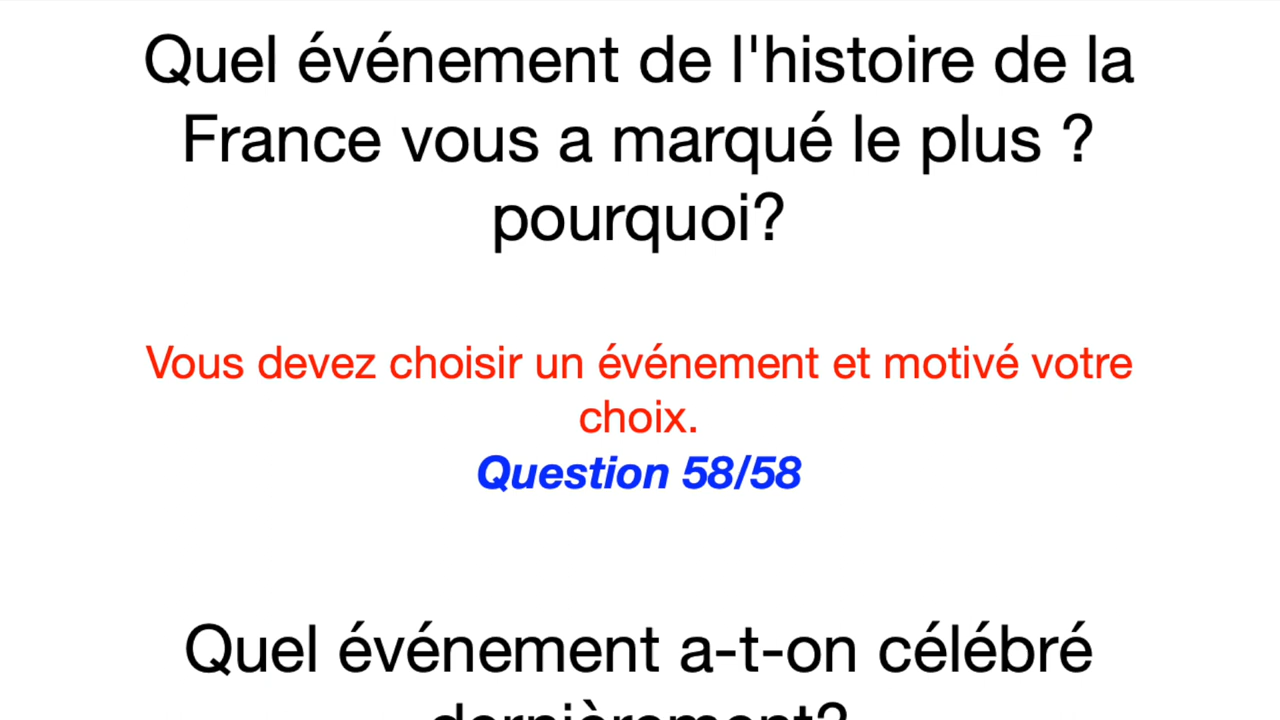 Quel événement de l'histoire de la
France vous a marqué le plus ?
pourquoi?
Vous devez choisir un événement et motivé votre
choix.
Question 58/58
Quel événement a-t-on célébré
dernièrement?